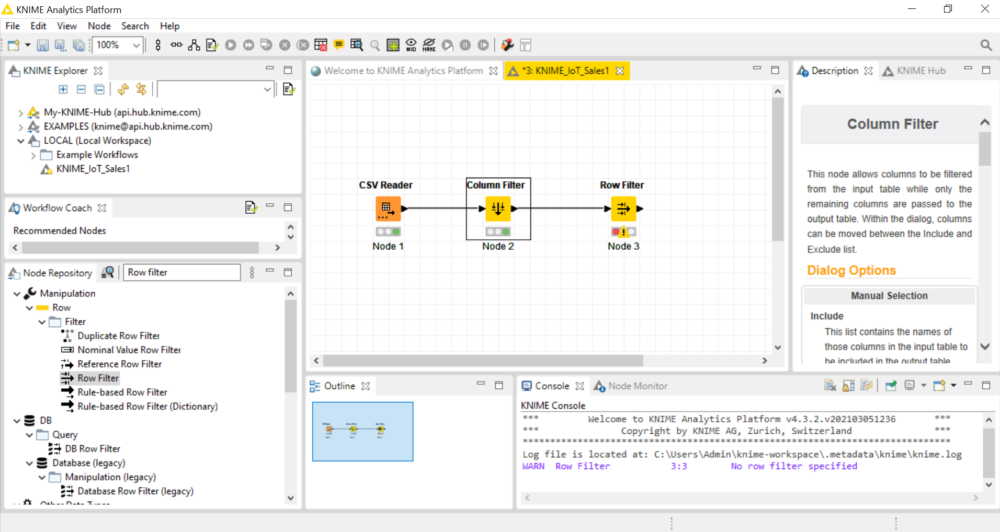 KNIME Analytics Platform
File Edit View Node Search Help
100%
#ID
NAME
KNIME Explorer
My-KNIME-Hub (api.hub.knime.com)
EXAMPLES (knime@api.hub.knime.com)
LOCAL (Local Workspace)
Example Workflows
KNIME_IoT_Sales1
Workflow Coach
Recommended Nodes
Node Repository
Row filter
Manipulation
Row
Filter
Duplicate Row Filter
Nominal Value Row Filter
Reference Row Filter
Row Filter
Rule-based Row Filter
Rule-based Row Filter (Dictionary)
DB
Query
DB Row Filter
Database (legacy)
Manipulation (legacy)
Database Row Filter (legacy)
Other Data Types
Welcome to KNIME Analytics Platform
*3: KNIME_IoT_Sales1
CSV Reader
Column Filter
Row Filter
Node 1
Node 2
Node 3
Outline
Console
Node Monitor
KNIME Console
*** Welcome to KNIME Analytics Platform v4.3.2.v202103051236 ***
*** Copyright by KNIME AG, Zurich, Switzerland ***
**********************************************************************************
Log file is located at: C:\Users\Admin\knime-workspace\.metadata\knime\knime.log
WARN Row Filter 3:3 No row filter specified
Description
KNIME Hub
Column Filter
This node allows columns to be filtered
from the input table while only the
remaining columns are passed to the
output table. Within the dialog, columns
can be moved between the Include and
Exclude list.
Dialog Options
Manual Selection
Include
This list contains the names of
those columns in the input table to
be included in the output table